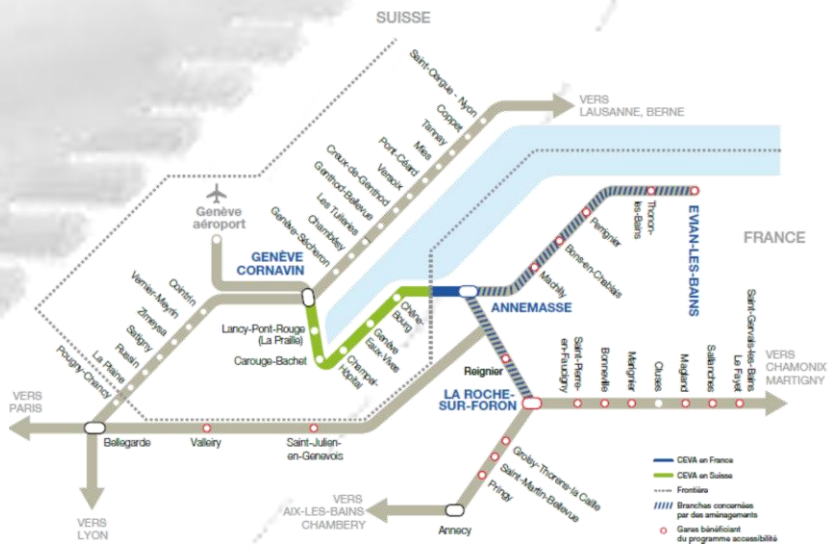 SUISSE
VERS
LAUSANNE, BERNE
Saint-Cergue - Nyon
Coppet
Tannay
Mies
Pont-Céard
Versoix
Creux-de-Genthod
Genthod-Bellevue
Les Tuileries
Chambésy
Genève-Sécheron
Genève
aéroport
GENÈVE
CORNAVIN
Cointrin
Vernier-Meyrin
Zimeysa
Satigny
Russin
La Plaine
Pougny-Chancy
Lancy-Pont-Rouge
(La Praille)
Carouge-Bachet
Champel-
Hôpital
Genève
Eaux-Vives
Chêne-
Bourg
ANNEMASSE
Machilly
Bons-en-Chablais
Perrignier
Thonon-
les-Bains
EVIAN-LES-BAINS
FRANCE
Reignier
LA ROCHE-
SUR-FORON
Saint-Pierre-
en-Faucigny
Bonneville
Marignier
Cluses
Magland
Sallanches
Saint-Gervais-les-Bains
Le Fayet
VERS
CHAMONIX
MARTIGNY
VERS
PARIS
Bellegarde
Valleiry
Saint-Julien-
en-Genevois
VERS
LYON
Groisy-Thorens-la Caille
Saint-Martin-Bellevue
Pringy
Annecy
VERS
AIX-LES-BAINS
CHAMBERY
CEVA en France
CEVA en Suisse
Frontière
Branches concernées
par des aménagements
Gares bénéficiant
du programme accessibilité